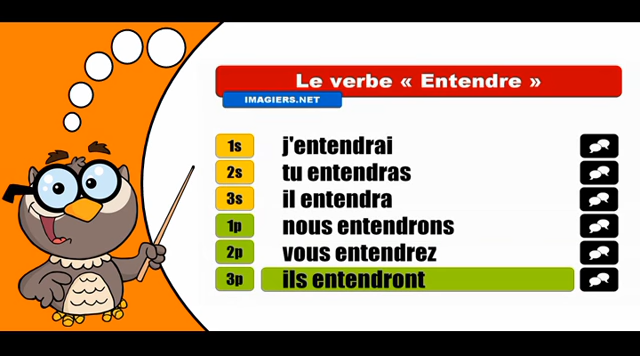 Le verbe « Entendre »
IMAGIERS.NET
1s j'entendrai
2s tu entendras
3s il entendra
1p nous entendrons
2p vous entendrez
3p ils entendront